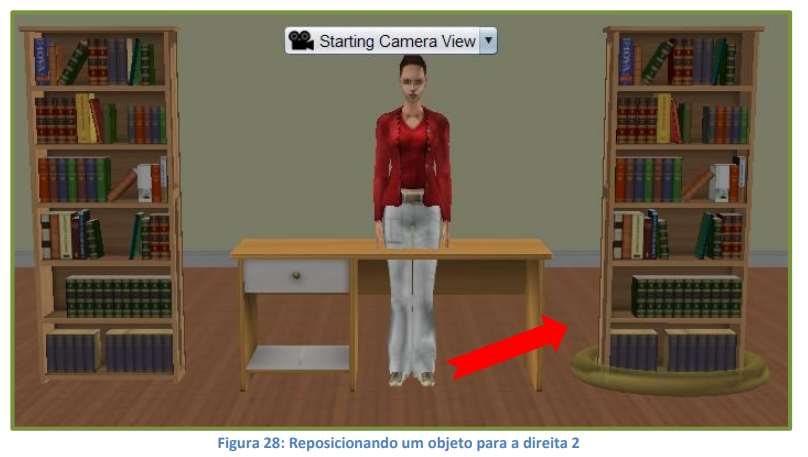 Starting Camera View
Figura 28: Reposicionando um objeto para a direita 2